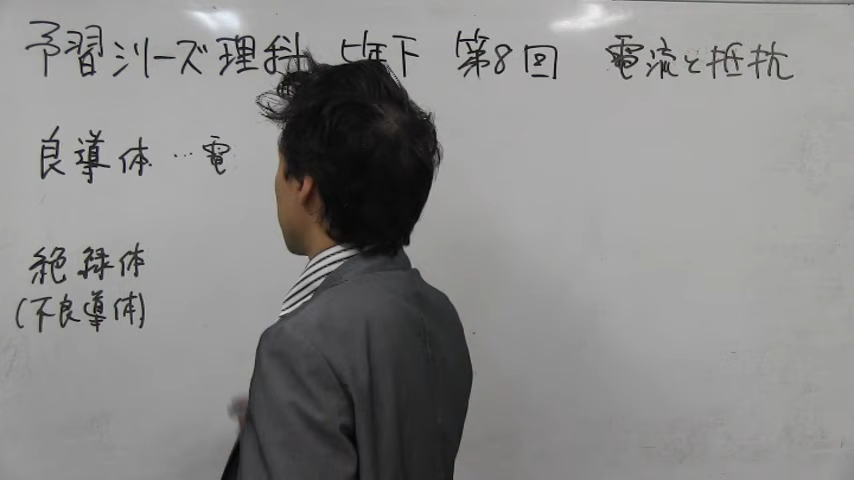 予習シリーズ理科 5年下 第8回 電流と抵抗
良導体 … 電
絶縁体
(不良導体)